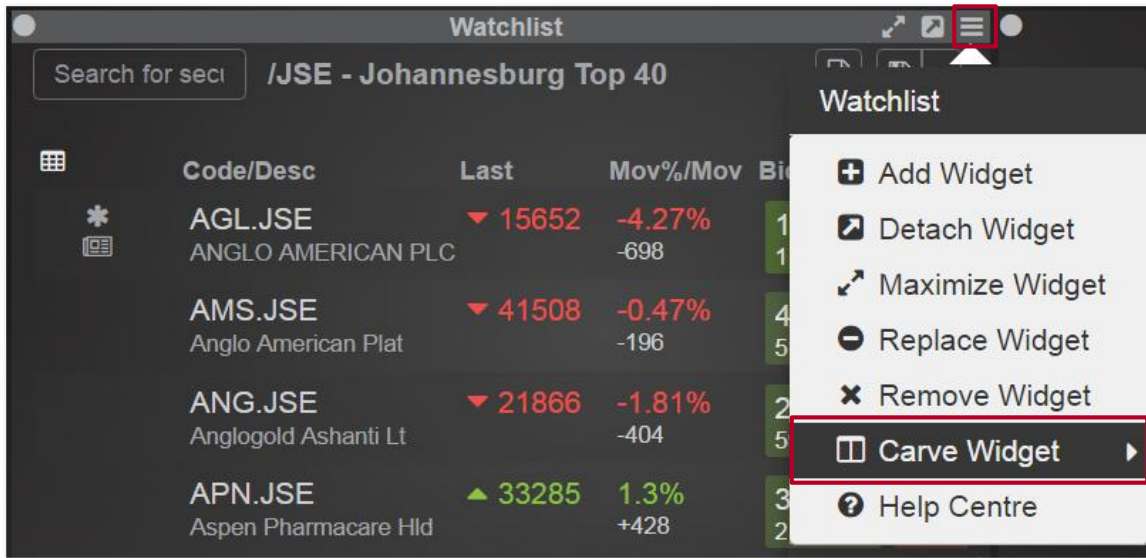 Watchlist
Search for secu /JSE - Johannesburg Top 40
Watchlist
Code/Desc Last Mov%/Mov
AGL.JSE 15652 -4.27%
ANGLO AMERICAN PLC -698
AMS.JSE 41508 -0.47%
Anglo American Plat -196
ANG.JSE 21866 -1.81%
Anglogold Ashanti Lt -404
APN.JSE 33285 1.3%
Aspen Pharmacare Hld +428
Add Widget
Detach Widget
Maximize Widget
Replace Widget
Remove Widget
Carve Widget
Help Centre